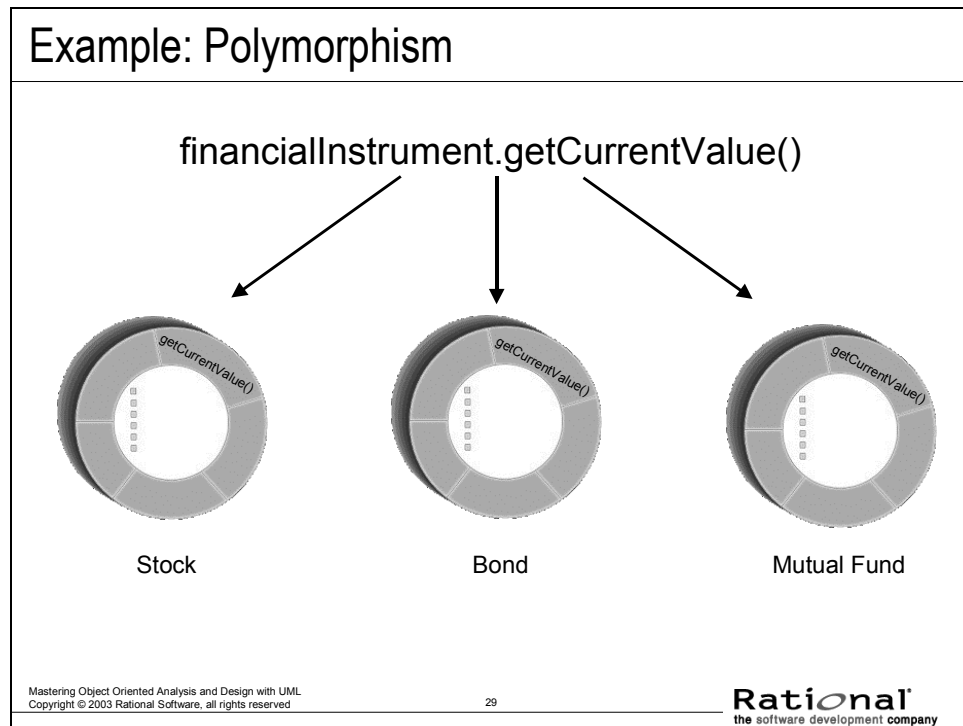 Example: Polymorphism
financialInstrument.getCurrentValue()
getCurrentValue()
getCurrentValue()
getCurrentValue()
Stock
Bond
Mutual Fund
Mastering Object Oriented Analysis and Design with UML
Copyright © 2003 Rational Software, all rights reserved
29
Rational
the software development company